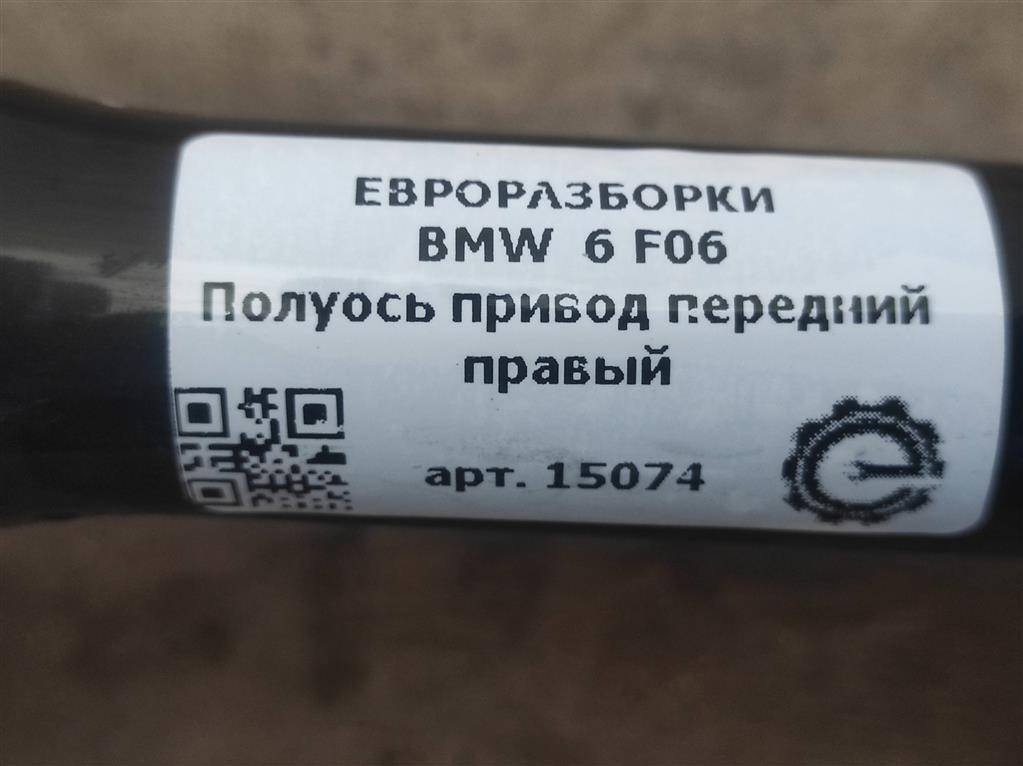 ЕВРОРАЗБОРКИ
BMW 6 F06
Полуось привод передний
правый
арт. 15074